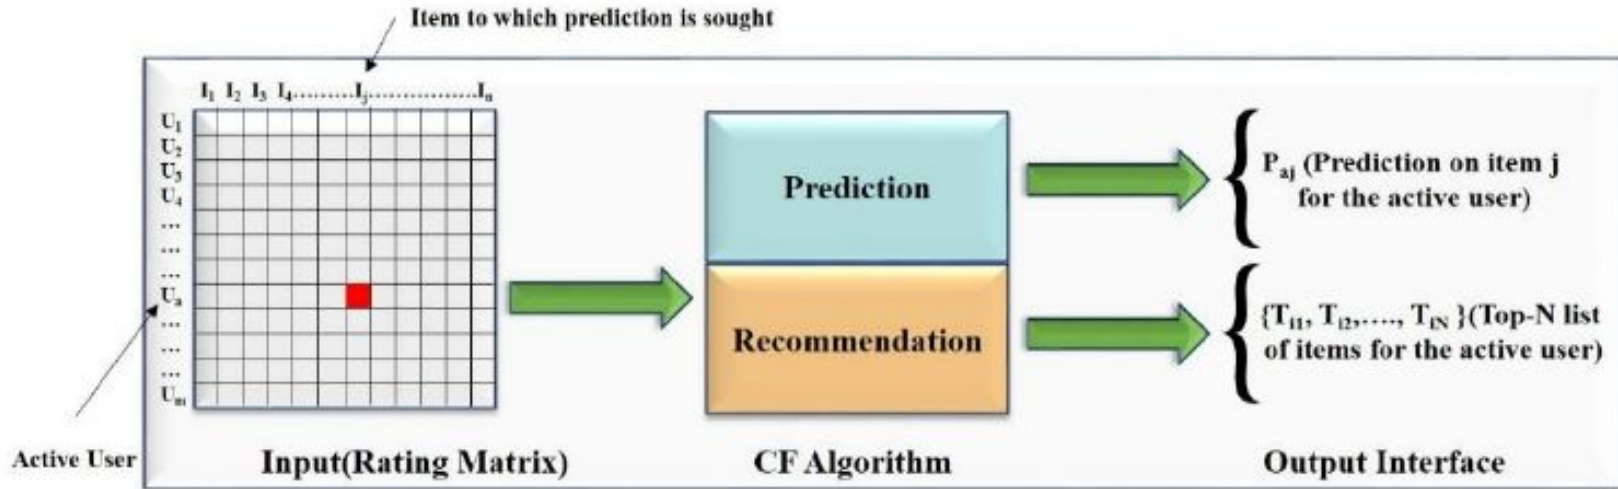 Item to which prediction is sought
I₁ I₂ I₃ I₄.........Iⱼ................Iₙ
U₁
U₂
U₃
U₄
...
...
...
Uₐ
...
...
...
Uₘ
Active User
Input(Rating Matrix)
Prediction
Recommendation
CF Algorithm
{ Pₐⱼ (Prediction on item j
for the active user)
{ {Tᵢ₁, Tᵢ₂,...., Tᵢₙ }(Top-N list
of items for the active user)
Output Interface